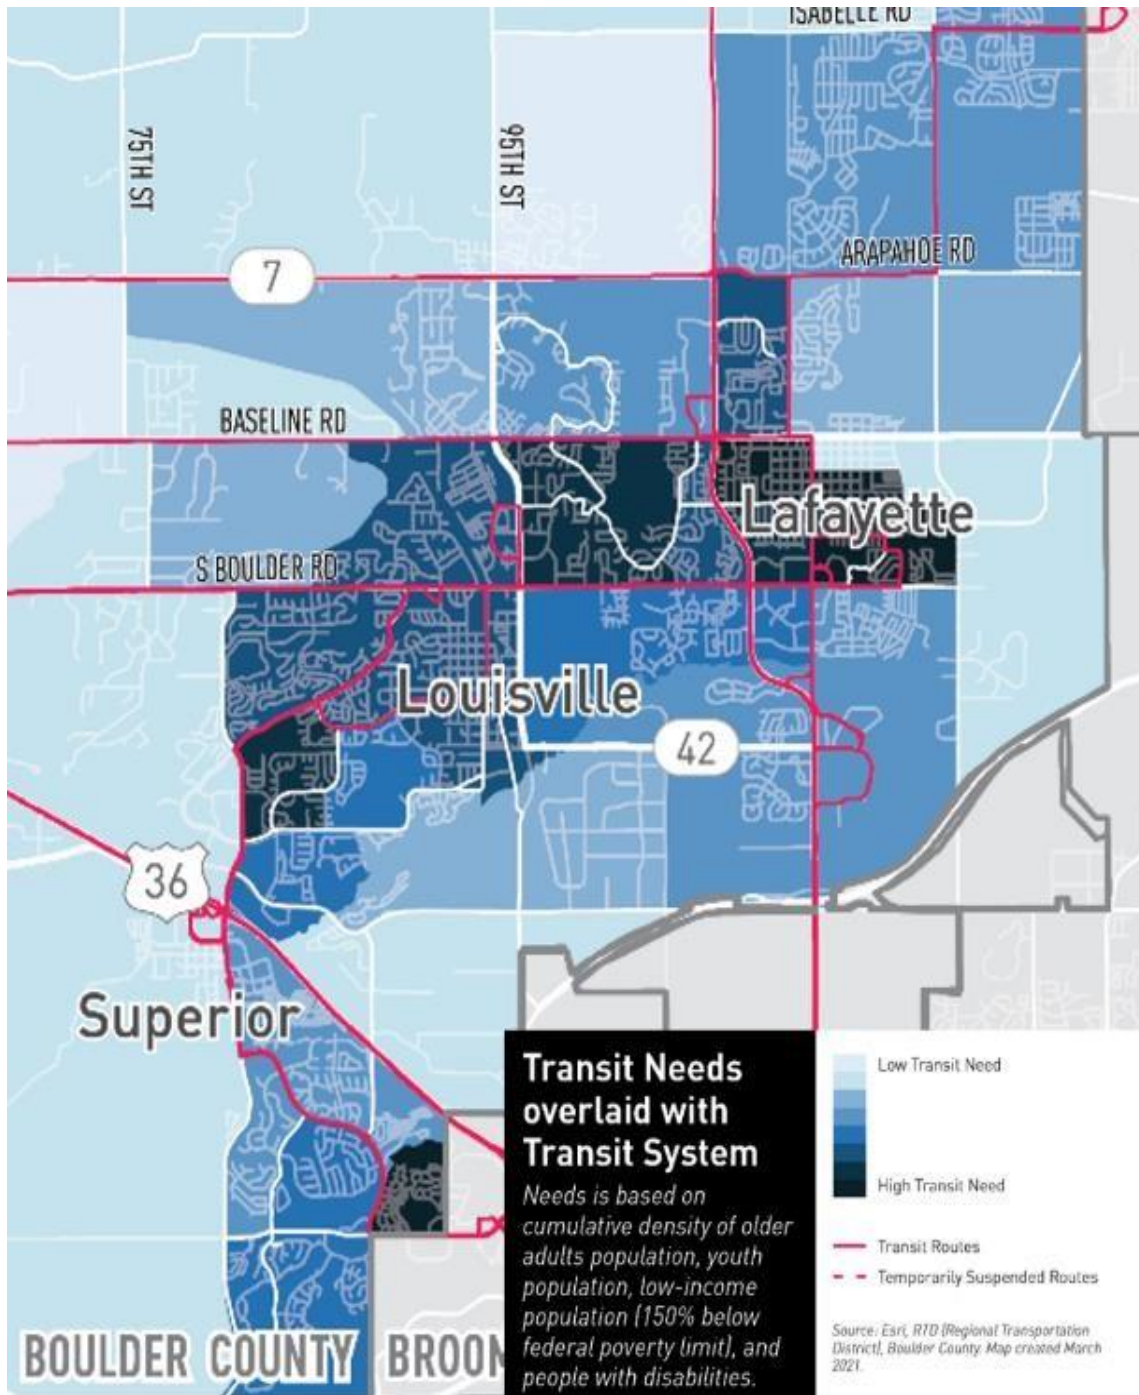 ISABELLE RD
75TH ST
95TH ST
ARAPAHOE RD
7
BASELINE RD
Lafayette
S BOULDER RD
Louisville
42
36
Superior
Transit Needs
overlaid with
Transit System
Needs is based on
cumulative density of older
adults population, youth
population, low-income
population (150% below
federal poverty limit), and
people with disabilities.
Low Transit Need
High Transit Need
Transit Routes
Temporarily Suspended Routes
Source: Esri, RTD (Regional Transportation
District), Boulder County. Map created March
2021.
BOULDER COUNTY
BROOM